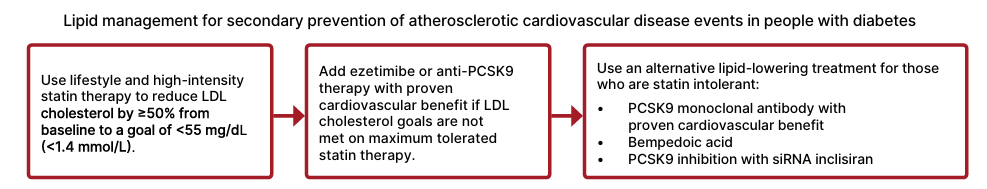 Lipid management for secondary prevention of atherosclerotic cardiovascular disease events in people with diabetes
Use lifestyle and high-intensity
statin therapy to reduce LDL
cholesterol by ≥50% from
baseline to a goal of <55 mg/dL
(<1.4 mmol/L).
Add ezetimibe or anti-PCSK9
therapy with proven
cardiovascular benefit if LDL
cholesterol goals are not
met on maximum tolerated
statin therapy.
Use an alternative lipid-lowering treatment for those
who are statin intolerant:
• PCSK9 monoclonal antibody with
proven cardiovascular benefit
• Bempedoic acid
• PCSK9 inhibition with siRNA inclisiran